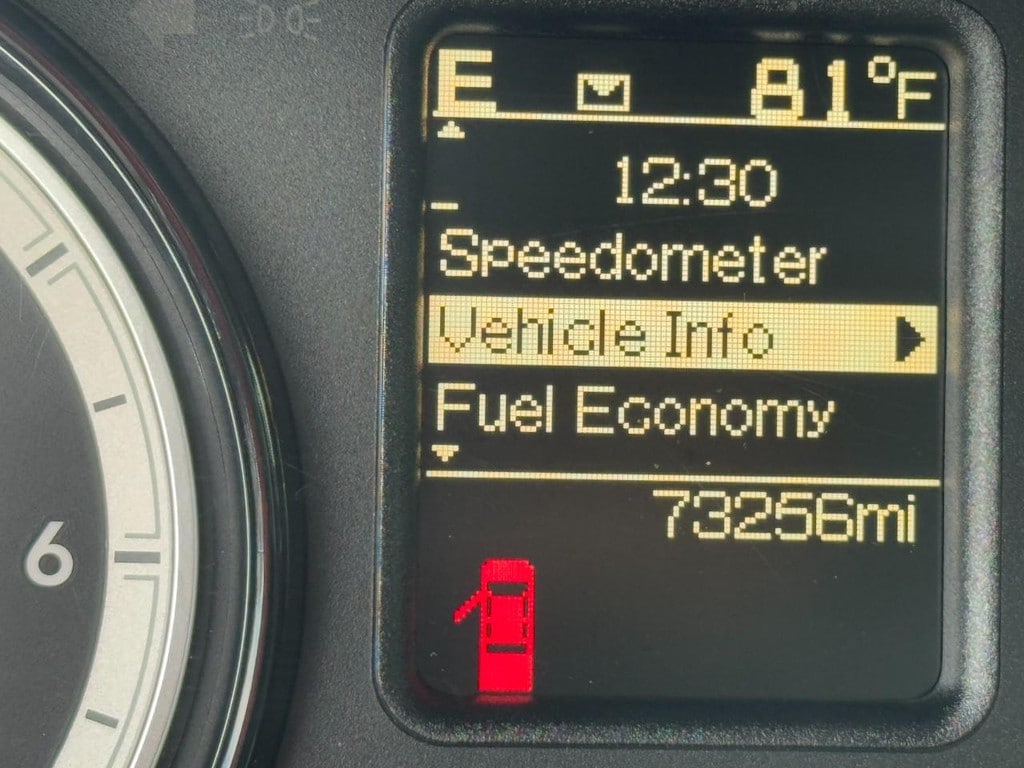 E 81°F
12:30
Speedometer
Vehicle Info
Fuel Economy
73256mi
6